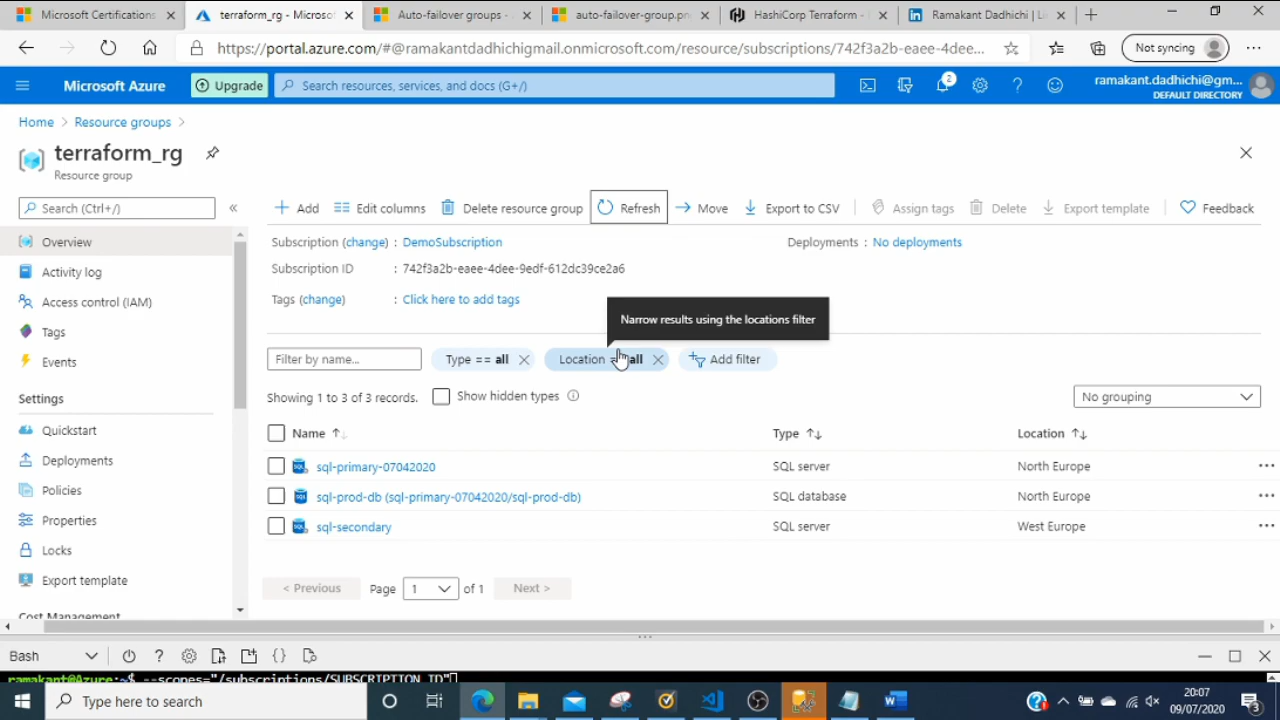 Microsoft Certifications
terraform_rg - Microso
Auto-failover groups -
auto-failover-group.pn
HashiCorp Terraform -
Ramakant Dadhichi | Li
https://portal.azure.com/#@ramakantdadhichigmail.onmicrosoft.com/resource/subscriptions/742f3a2b-eaee-4dee...
Not syncing
Microsoft Azure
Upgrade
Search resources, services, and docs (G+/)
2
ramakant.dadhichi@gm...
DEFAULT DIRECTORY
Home > Resource groups >
terraform_rg
Resource group
Search (Ctrl+/)
«
Add
Edit columns
Delete resource group
Refresh
Move
Export to CSV
Assign tags
Delete
Export template
Feedback
Overview
Activity log
Access control (IAM)
Tags
Events
Settings
Quickstart
Deployments
Policies
Properties
Locks
Export template
Cost Management
Subscription (change) : DemoSubscription
Deployments : No deployments
Subscription ID : 742f3a2b-eaee-4dee-9edf-612dc39ce2a6
Tags (change) : Click here to add tags
Narrow results using the locations filter
Filter by name...
Type == all
Location = all
Add filter
Showing 1 to 3 of 3 records.
Show hidden types
No grouping
Name Type Location
sql-primary-07042020 SQL server North Europe
sql-prod-db (sql-primary-07042020/sql-prod-db) SQL database North Europe
sql-secondary SQL server West Europe
< Previous Page 1 of 1 Next >
Bash
ramakant@Azure:~$ --scopes="/subscriptions/SUBSCRIPTION_ID"
Type here to search
20:07
09/07/2020
3